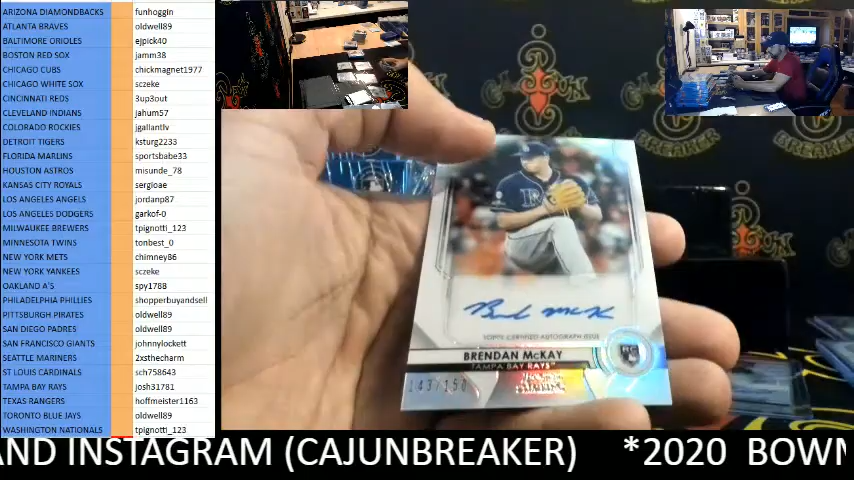 ARIZONA DIAMONDBACKS funhoggin
ATLANTA BRAVES oldwell89
BALTIMORE ORIOLES ejpick40
BOSTON RED SOX jamm38
CHICAGO CUBS chickmagnet1977
CHICAGO WHITE SOX sczeke
CINCINNATI REDS 3up3out
CLEVELAND INDIANS jahum57
COLORADO ROCKIES jgallantlv
DETROIT TIGERS ksturg2233
FLORIDA MARLINS sportsbabe33
HOUSTON ASTROS misunde_78
KANSAS CITY ROYALS sergioae
LOS ANGELES ANGELS jordanp87
LOS ANGELES DODGERS garkof-0
MILWAUKEE BREWERS tpignotti_123
MINNESOTA TWINS tonbest_0
NEW YORK METS chimney86
NEW YORK YANKEES sczeke
OAKLAND A'S spy1788
PHILADELPHIA PHILLIES shopperbuyandsell
PITTSBURGH PIRATES oldwell89
SAN DIEGO PADRES oldwell89
SAN FRANCISCO GIANTS johnnylockett
SEATTLE MARINERS 2xsthecharm
ST LOUIS CARDINALS sch758643
TAMPA BAY RAYS josh31781
TEXAS RANGERS hoffmeister1163
TORONTO BLUE JAYS oldwell89
WASHINGTON NATIONALS tpignotti_123
TOPPS CERTIFIED AUTOGRAPH ISSUE
BRENDAN McKAY
TAMPA BAY RAYS
RC
143/150
BREAKER
AND INSTAGRAM (CAJUNBREAKER) *2020 BOWM